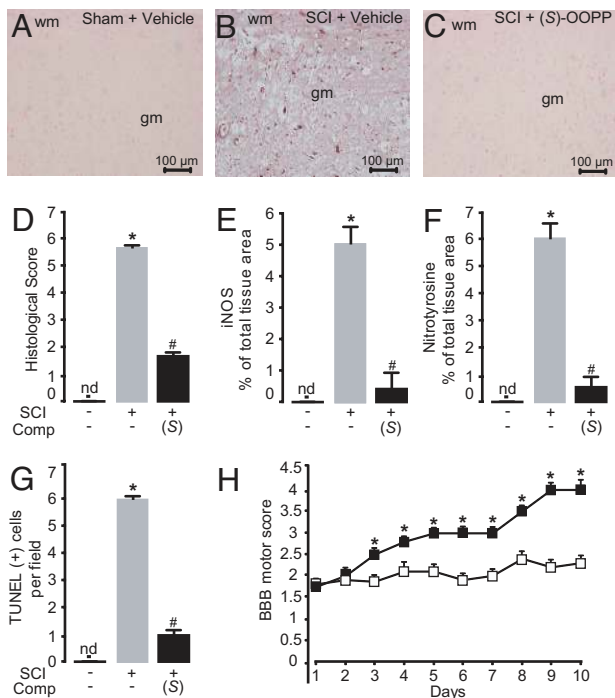 A wm Sham + Vehicle
gm
100 µm
B wm SCI + Vehicle
gm
100 µm
C wm SCI + (S)-OOPP
gm
100 µm
D
Histological Score
6
5
4
3
2
1
0
nd
*
#
SCI - + +
Comp - - (S)
E
iNOS
% of total tissue area
6
5
4
3
2
1
0
nd
*
#
- + +
- - (S)
F
Nitrotyrosine
% of total tissue area
7
6
5
4
3
2
1
0
nd
*
#
- + +
- - (S)
G
TUNEL (+) cells
per field
7
6
5
4
3
2
1
0
nd
*
#
SCI - + +
Comp - - (S)
H
BBB motor score
4.5
4
3.5
3
2.5
2
1.5
1
0.5
0
* * * * * * * *
1 2 3 4 5 6 7 8 9 10
Days